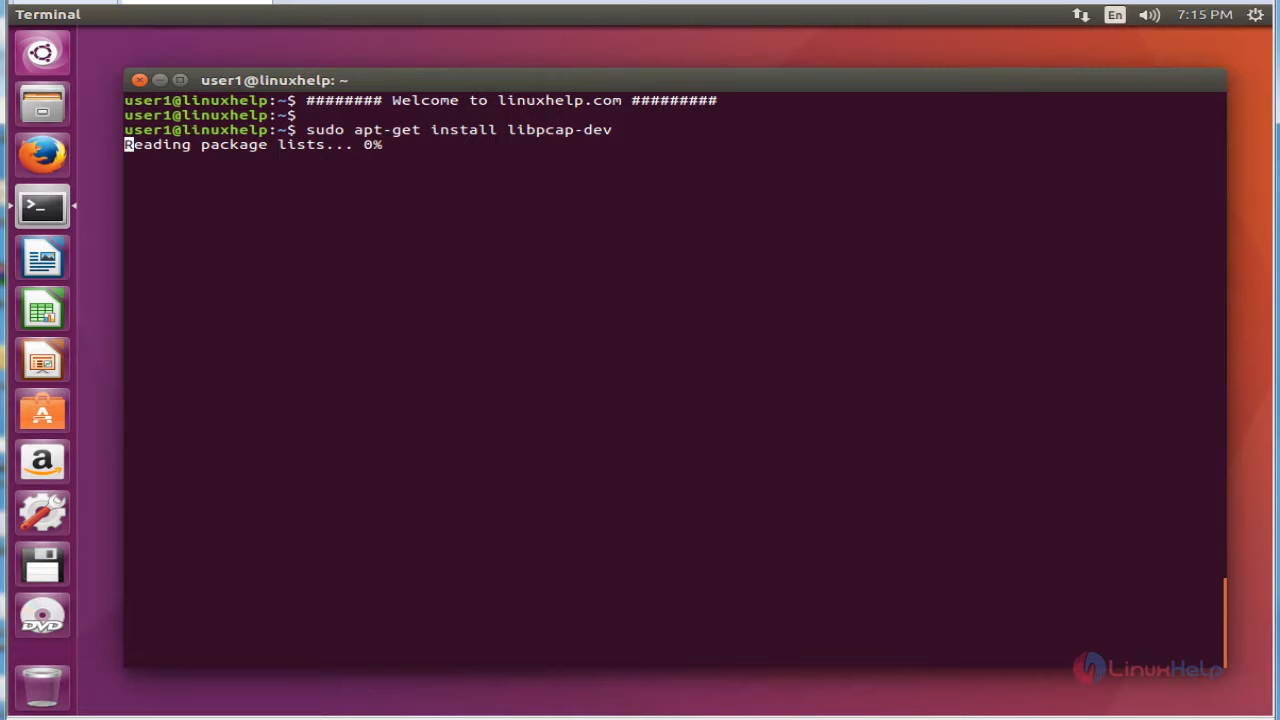 Terminal
En
7:15 PM
user1@linuxhelp: ~
user1@linuxhelp:~$ ######## Welcome to linuxhelp.com #########
user1@linuxhelp:~$
user1@linuxhelp:~$ sudo apt-get install libpcap-dev
Reading package lists... 0%
>_
A
a
DVD
LinuxHelp